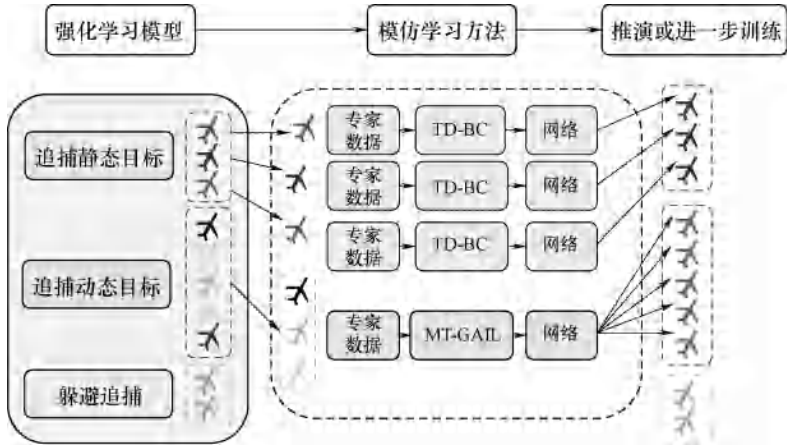 强化学习模型
模仿学习方法
推演或进一步训练
追捕静态目标
追捕动态目标
躲避追捕
专家
数据
TD-BC
网络
专家
数据
TD-BC
网络
专家
数据
TD-BC
网络
专家
数据
MT-GAIL
网络